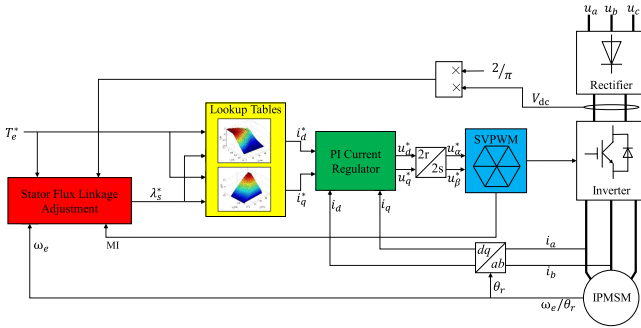 u_a u_b u_c
Rectifier
× 2/π
×
V_dc
Lookup Tables
T_e^*
i_d^*
i_q^*
PI Current
Regulator
u_d^*
u_q^*
2r
2s
u_α^*
u_β^*
SVPWM
Inverter
Stator Flux Linkage
Adjustment
λ_s^*
ω_e
MI
i_d
i_q
dq
ab
i_a
i_b
θ_r
ω_e/θ_r
IPMSM